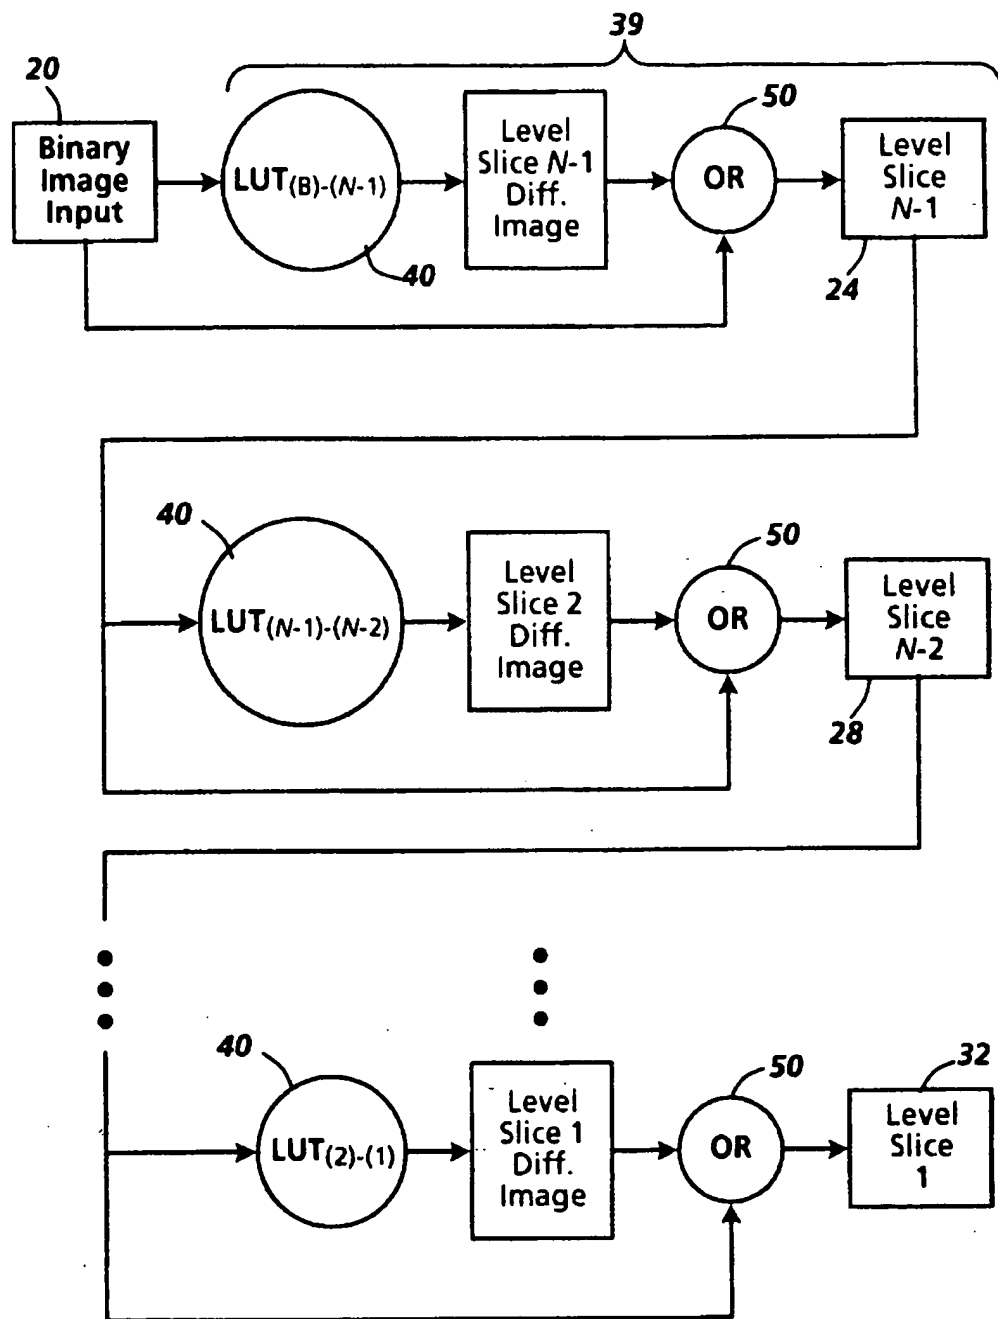 39
20
Binary
Image
Input
LUT(B)-(N-1)
40
Level
Slice N-1
Diff.
Image
50
OR
Level
Slice
N-1
24
40
LUT(N-1)-(N-2)
Level
Slice 2
Diff.
Image
50
OR
Level
Slice
N-2
28
40
LUT(2)-(1)
Level
Slice 1
Diff.
Image
50
OR
32
Level
Slice
1